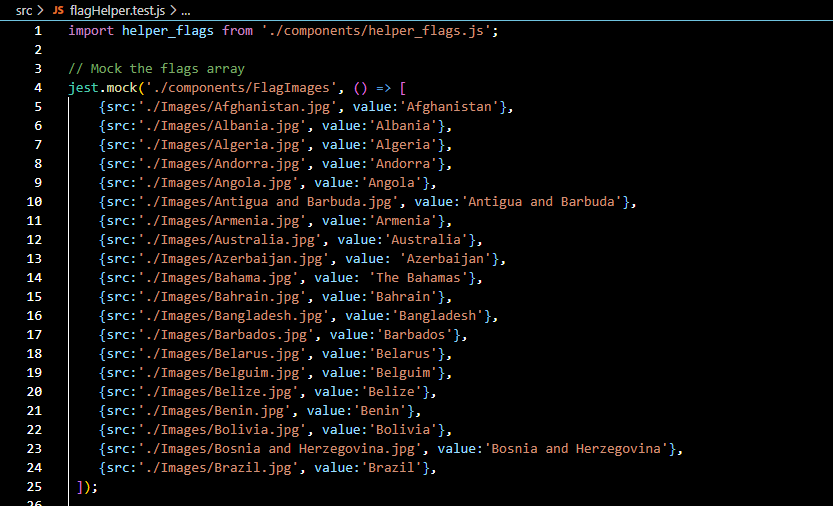 src > JS flagHelper.test.js > ...
1 import helper_flags from './components/helper_flags.js';
2
3 // Mock the flags array
4 jest.mock('./components/FlagImages', () => [
5 {src:'./Images/Afghanistan.jpg', value:'Afghanistan'},
6 {src:'./Images/Albania.jpg', value:'Albania'},
7 {src:'./Images/Algeria.jpg', value:'Algeria'},
8 {src:'./Images/Andorra.jpg', value:'Andorra'},
9 {src:'./Images/Angola.jpg', value:'Angola'},
10 {src:'./Images/Antigua and Barbuda.jpg', value:'Antigua and Barbuda'},
11 {src:'./Images/Armenia.jpg', value:'Armenia'},
12 {src:'./Images/Australia.jpg', value:'Australia'},
13 {src:'./Images/Azerbaijan.jpg', value: 'Azerbaijan'},
14 {src:'./Images/Bahama.jpg', value: 'The Bahamas'},
15 {src:'./Images/Bahrain.jpg', value:'Bahrain'},
16 {src:'./Images/Bangladesh.jpg', value:'Bangladesh'},
17 {src:'./Images/Barbados.jpg', value:'Barbados'},
18 {src:'./Images/Belarus.jpg', value:'Belarus'},
19 {src:'./Images/Belguim.jpg', value:'Belguim'},
20 {src:'./Images/Belize.jpg', value:'Belize'},
21 {src:'./Images/Benin.jpg', value:'Benin'},
22 {src:'./Images/Bolivia.jpg', value:'Bolivia'},
23 {src:'./Images/Bosnia and Herzegovina.jpg', value:'Bosnia and Herzegovina'},
24 {src:'./Images/Brazil.jpg', value:'Brazil'},
25 ]);
26